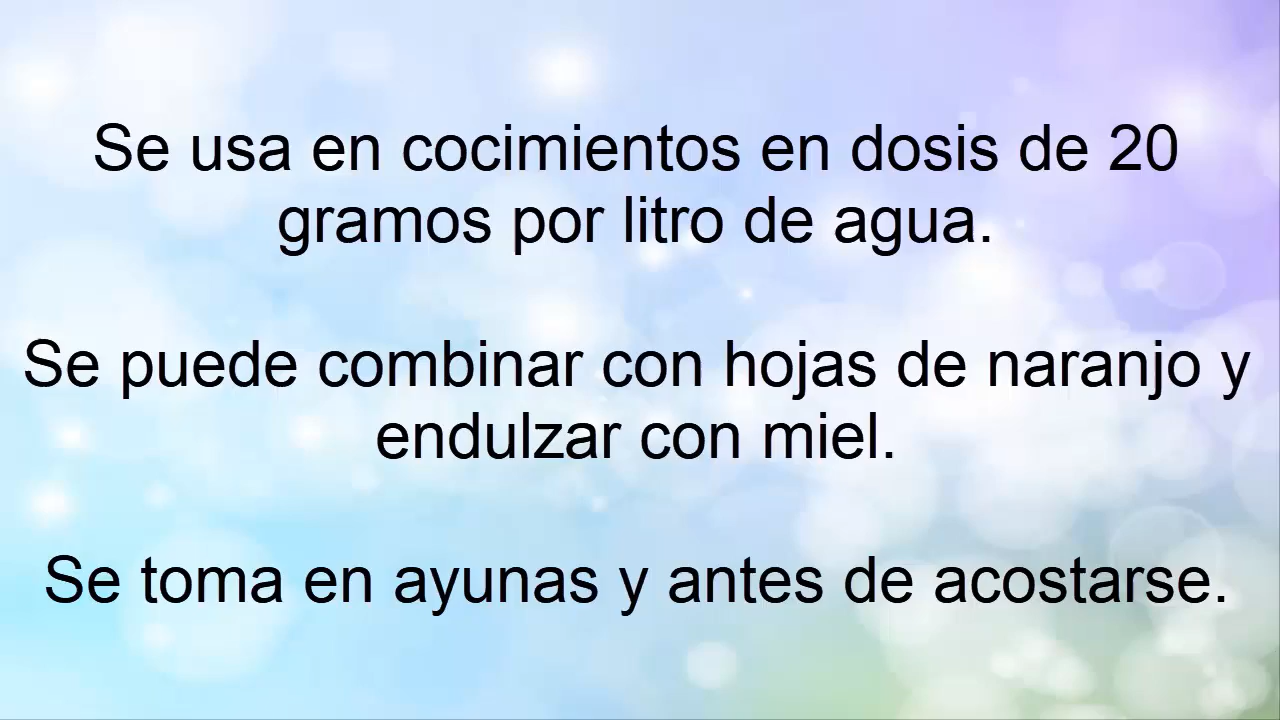 Se usa en cocimientos en dosis de 20
gramos por litro de agua.
Se puede combinar con hojas de naranjo y
endulzar con miel.
Se toma en ayunas y antes de acostarse.